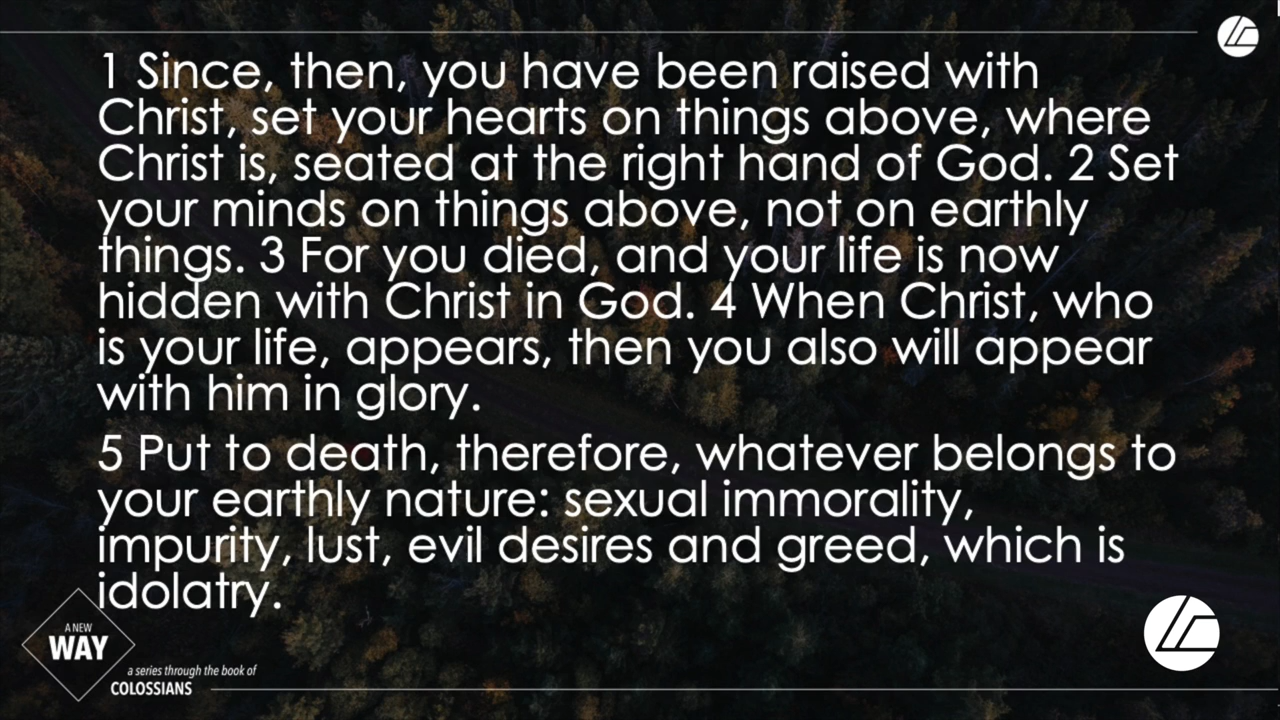 1 Since, then, you have been raised with
Christ, set your hearts on things above, where
Christ is, seated at the right hand of God. 2 Set
your minds on things above, not on earthly
things. 3 For you died, and your life is now
hidden with Christ in God. 4 When Christ, who
is your life, appears, then you also will appear
with him in glory.
5 Put to death, therefore, whatever belongs to
your earthly nature: sexual immorality,
impurity, lust, evil desires and greed, which is
idolatry.
A NEW
WAY
a series through the book of
COLOSSIANS